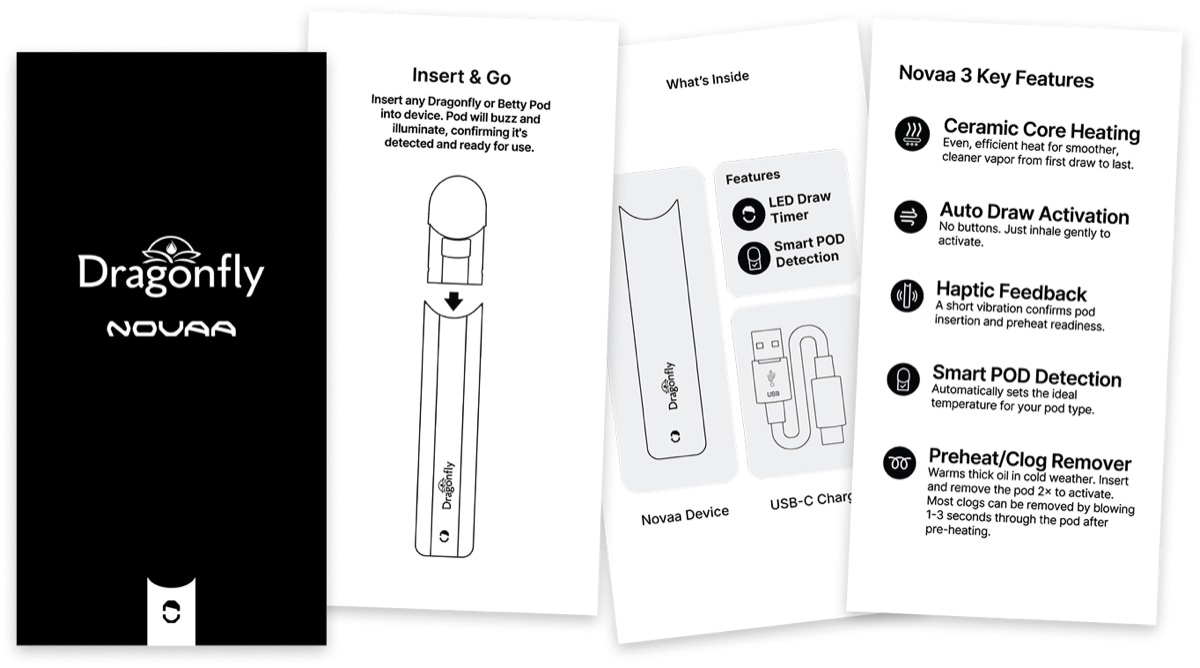 Dragonfly
NOVAA
Insert & Go
Insert any Dragonfly or Betty Pod
into device. Pod will buzz and
illuminate, confirming it's
detected and ready for use.
Dragonfly
What's Inside
Features
LED Draw
Timer
Smart POD
Detection
Dragonfly
USB
Novaa Device
USB-C Charg
Novaa 3 Key Features
Ceramic Core Heating
Even, efficient heat for smoother,
cleaner vapor from first draw to last.
Auto Draw Activation
No buttons. Just inhale gently to
activate.
Haptic Feedback
A short vibration confirms pod
insertion and preheat readiness.
Smart POD Detection
Automatically sets the ideal
temperature for your pod type.
Preheat/Clog Remover
Warms thick oil in cold weather. Insert
and remove the pod 2× to activate.
Most clogs can be removed by blowing
1-3 seconds through the pod after
pre-heating.